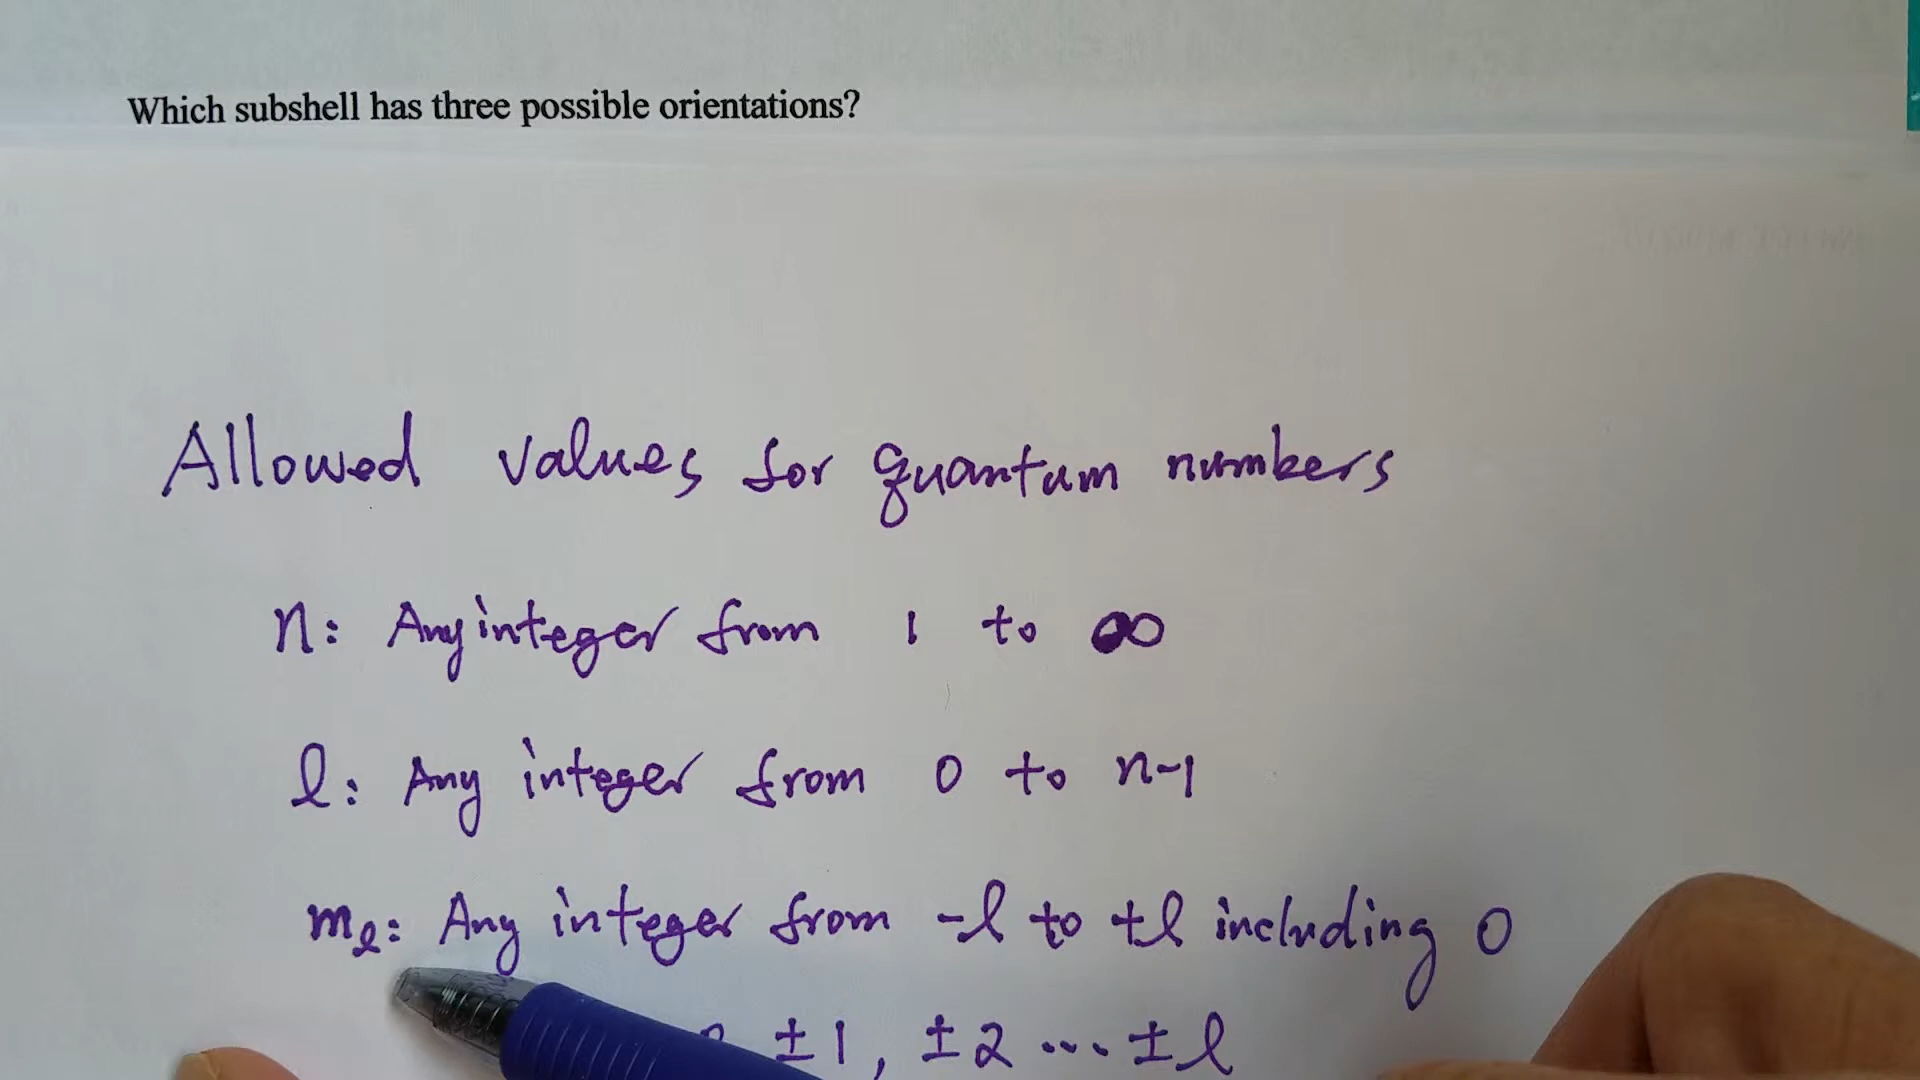 Which subshell has three possible orientations?
Allowed values for quantum numbers
n: Any integer from 1 to ∞
l: Any integer from 0 to n-1
ml: Any integer from -l to +l including 0
±1, ±2 ... ±l